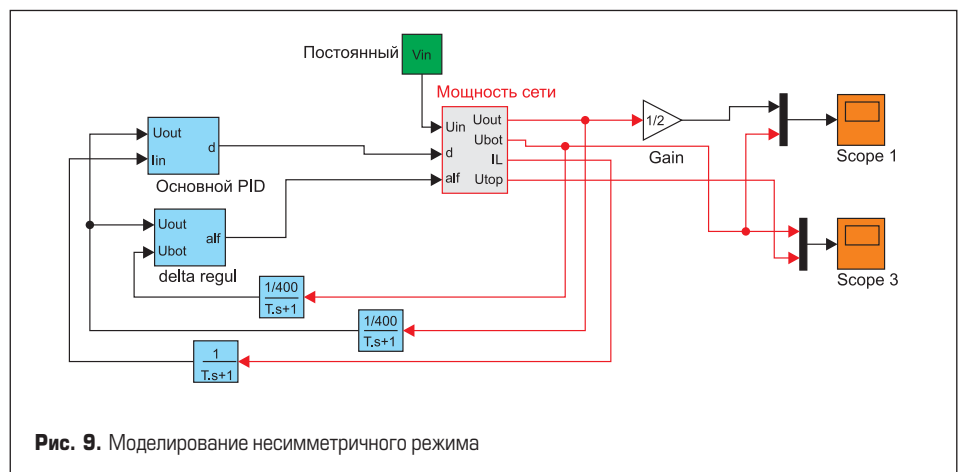 Постоянный
Vin
Мощность сети
Uin
d
alf
Uout
Ubot
IL
Utop
1/2
Gain
Scope 1
Scope 3
Uout
Iin
d
Основной PID
Uout
Ubot
alf
delta regul
1/400
T.s+1
1/400
T.s+1
1
T.s+1
Рис. 9. Моделирование несимметричного режима